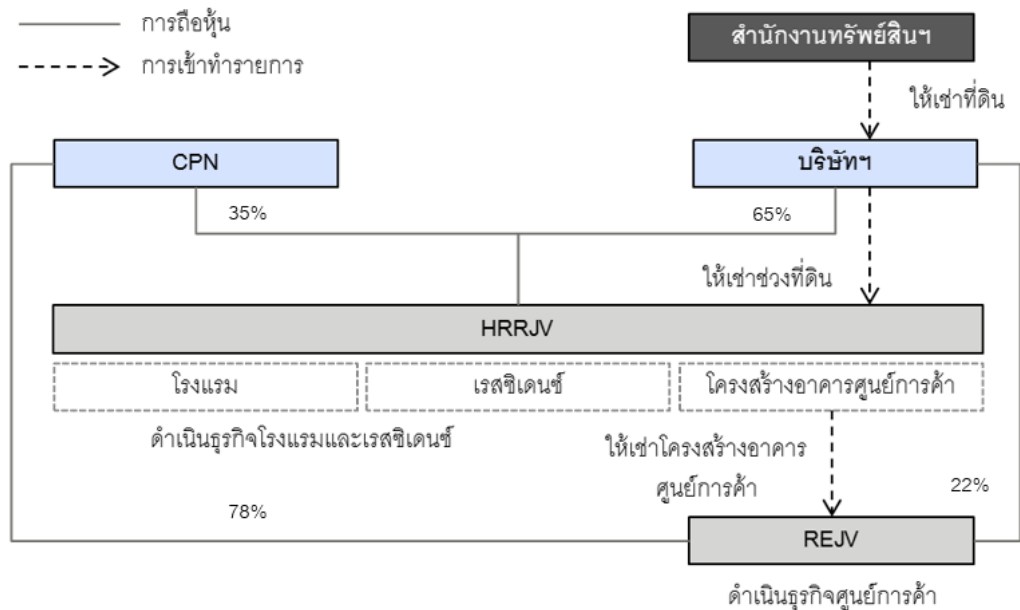 การถือหุ้น
การเข้าทำรายการ
สำนักงานทรัพย์สินฯ
ให้เช่าที่ดิน
CPN
บริษัทฯ
35%
65%
ให้เช่าช่วงที่ดิน
HRRJV
โรงแรม
เรสซิเดนซ์
โครงสร้างอาคารศูนย์การค้า
ดำเนินธุรกิจโรงแรมและเรสซิเดนซ์
ให้เช่าโครงสร้างอาคาร
ศูนย์การค้า
78%
22%
REJV
ดำเนินธุรกิจศูนย์การค้า